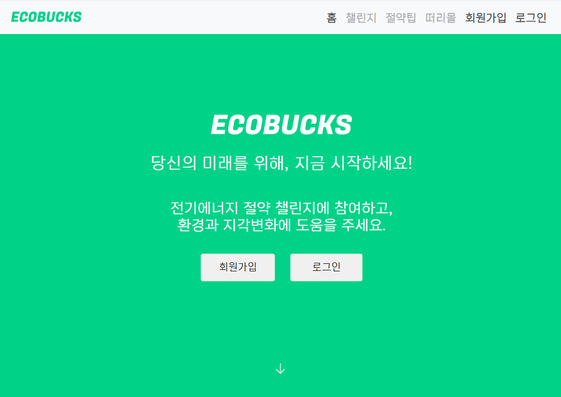 ECOBUCKS
홈 챌린지 절약팁 떠리몰 회원가입 로그인
ECOBUCKS
당신의 미래를 위해, 지금 시작하세요!
전기에너지 절약 챌린지에 참여하고,
환경과 지각변화에 도움을 주세요.
회원가입 로그인